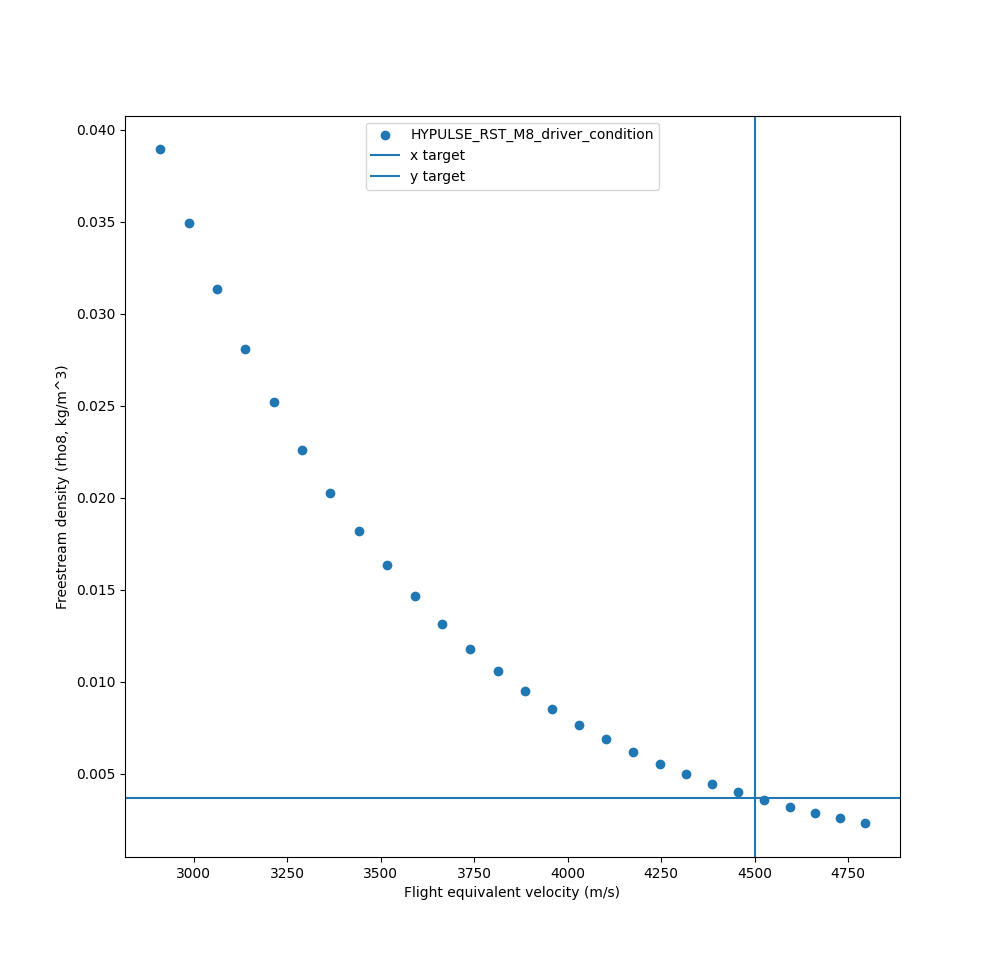 HYPULSE_RST_M8_driver_condition
x target
y target
0.040
0.035
0.030
0.025
0.020
0.015
0.010
0.005
Freestream density (rho8, kg/m^3)
3000 3250 3500 3750 4000 4250 4500 4750
Flight equivalent velocity (m/s)